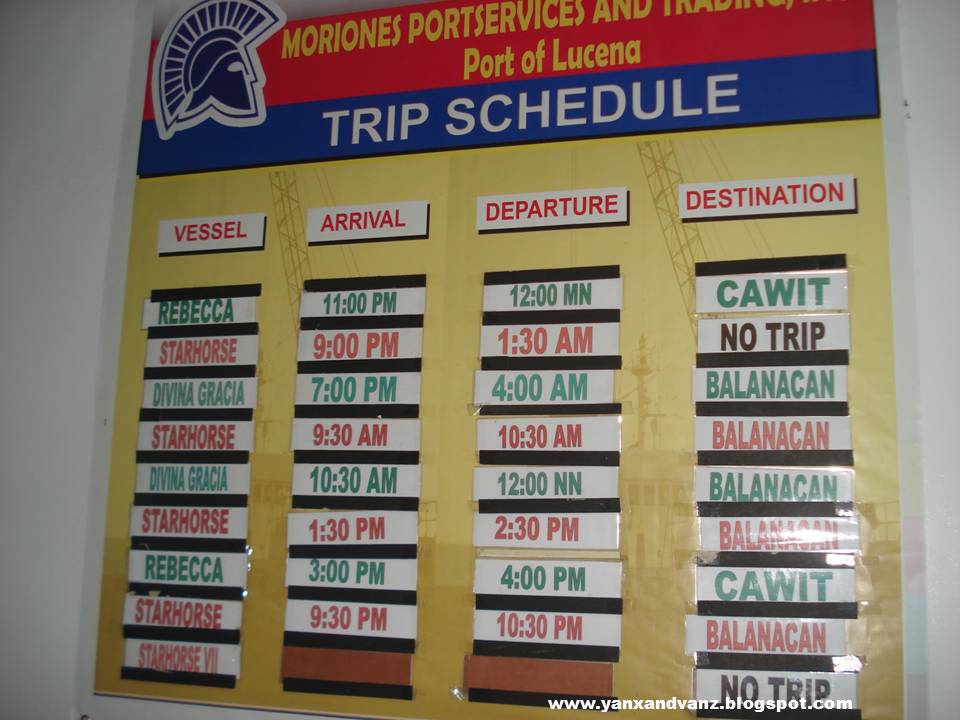 MORIONES PORTSERVICES AND TRADING,
Port of Lucena
TRIP SCHEDULE
VESSEL ARRIVAL DEPARTURE DESTINATION
REBECCA 11:00 PM 12:00 MN CAWIT
STARHORSE 9:00 PM 1:30 AM NO TRIP
DIVINA GRACIA 7:00 PM 4:00 AM BALANACAN
STARHORSE 9:30 AM 10:30 AM BALANACAN
DIVINA GRACIA 10:30 AM 12:00 NN BALANACAN
STARHORSE 1:30 PM 2:30 PM BALANACAN
REBECCA 3:00 PM 4:00 PM CAWIT
STARHORSE 9:30 PM 10:30 PM BALANACAN
STARHORSE VII NO TRIP
www.yanxandvanz.blogspot.com